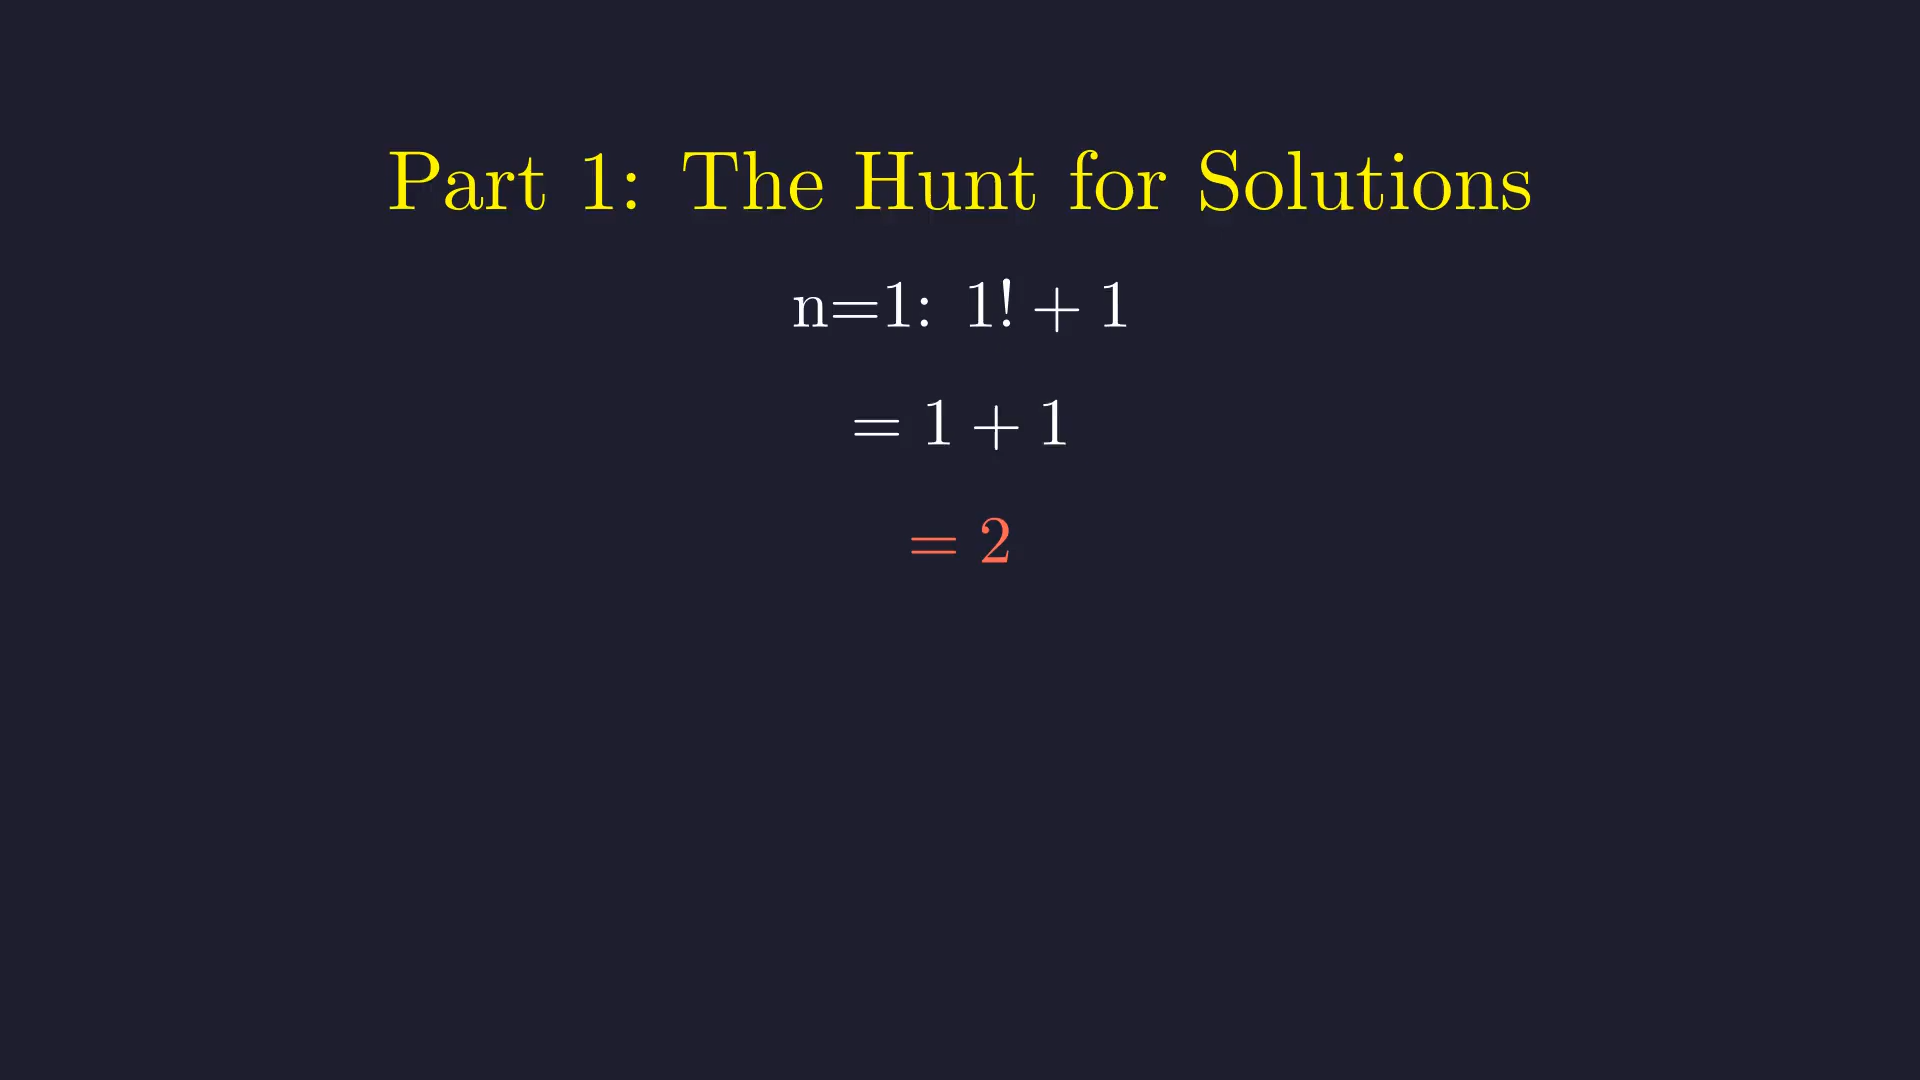 Part 1: The Hunt for Solutions
n=1: 1! + 1
= 1 + 1
= 2